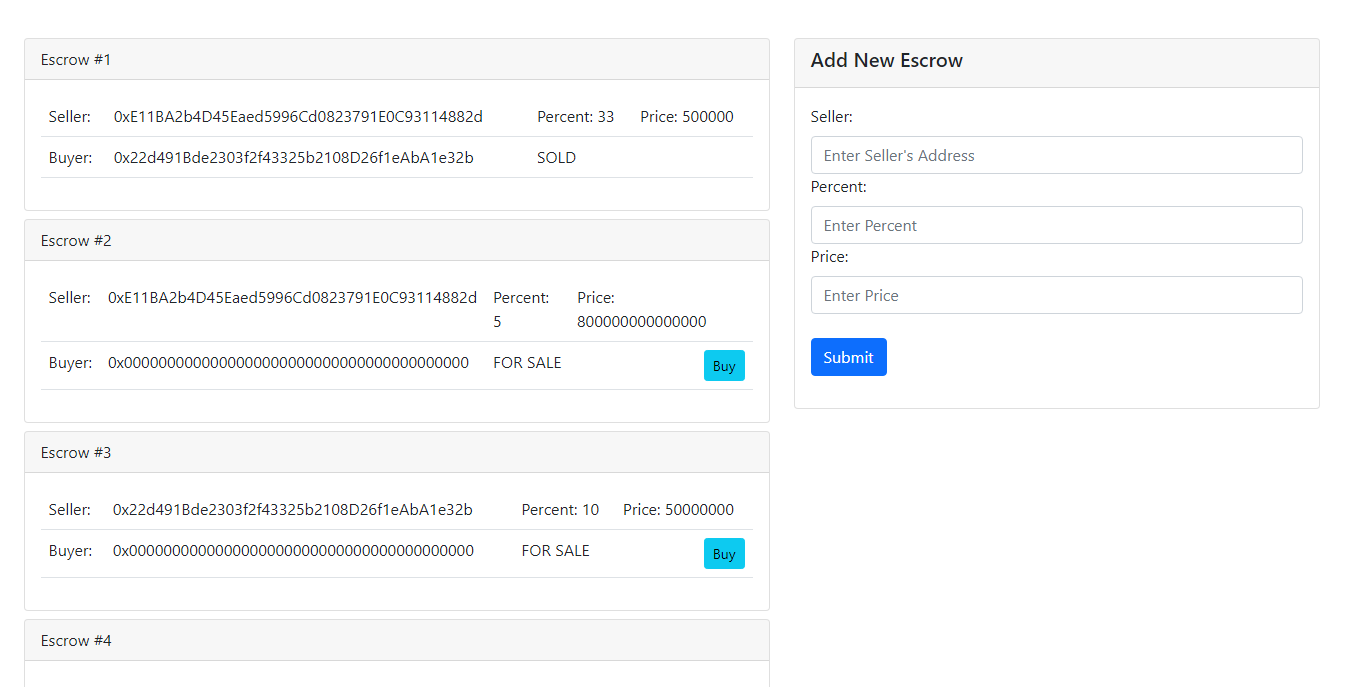 Escrow #1
Seller: 0xE11BA2b4D45Eaed5996Cd0823791E0C93114882d Percent: 33 Price: 500000
Buyer: 0x22d491Bde2303f2f43325b2108D26f1eAbA1e32b SOLD
Escrow #2
Seller: 0xE11BA2b4D45Eaed5996Cd0823791E0C93114882d Percent: 5 Price: 800000000000000
Buyer: 0x0000000000000000000000000000000000000000 FOR SALE Buy
Escrow #3
Seller: 0x22d491Bde2303f2f43325b2108D26f1eAbA1e32b Percent: 10 Price: 50000000
Buyer: 0x0000000000000000000000000000000000000000 FOR SALE Buy
Escrow #4
Add New Escrow
Seller:
Enter Seller's Address
Percent:
Enter Percent
Price:
Enter Price
Submit